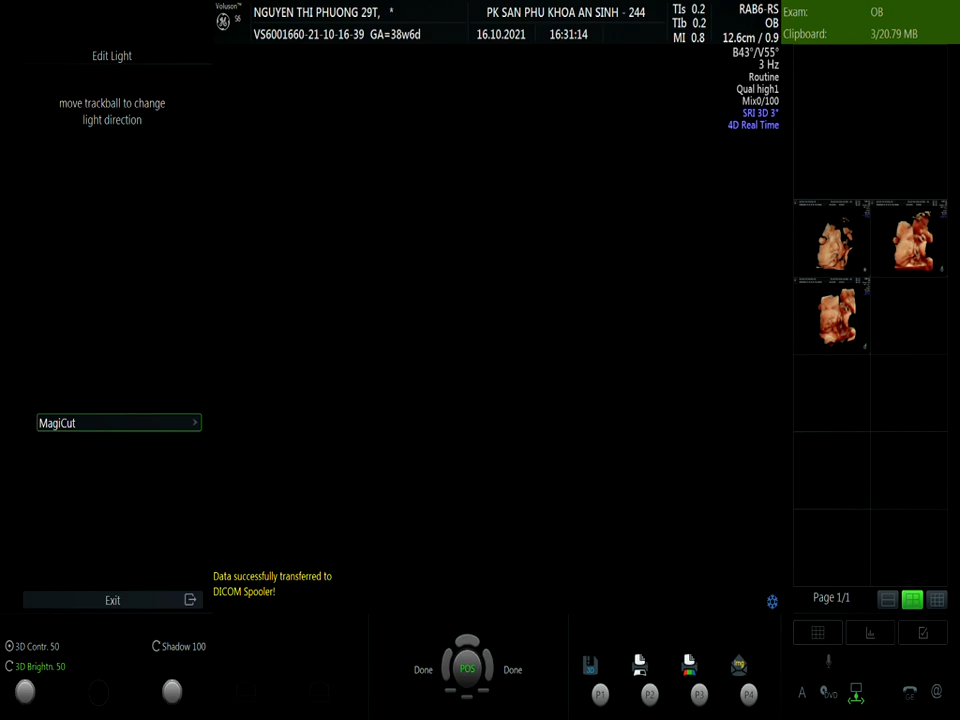 Voluson™
S6
NGUYEN THI PHUONG 29T, *
PK SAN PHU KHOA AN SINH - 244
VS6001660-21-10-16-39 GA=38w6d
16.10.2021
16:31:14
TIs 0.2
TIb 0.2
MI 0.8
RAB6-RS
OB
12.6cm / 0.9
B43°/V55°
3 Hz
Routine
Qual high1
Mix0/100
SRI 3D 3*
4D Real Time
Exam: OB
Clipboard: 3/20.79 MB
Edit Light
move trackball to change
light direction
MagiCut
Data successfully transferred to
DICOM Spooler!
Exit
Page 1/1
3D Contr. 50
3D Brightn. 50
Shadow 100
Done
POS
Done
3D
img
P1
P2
P3
P4
A
DVD
GE
@